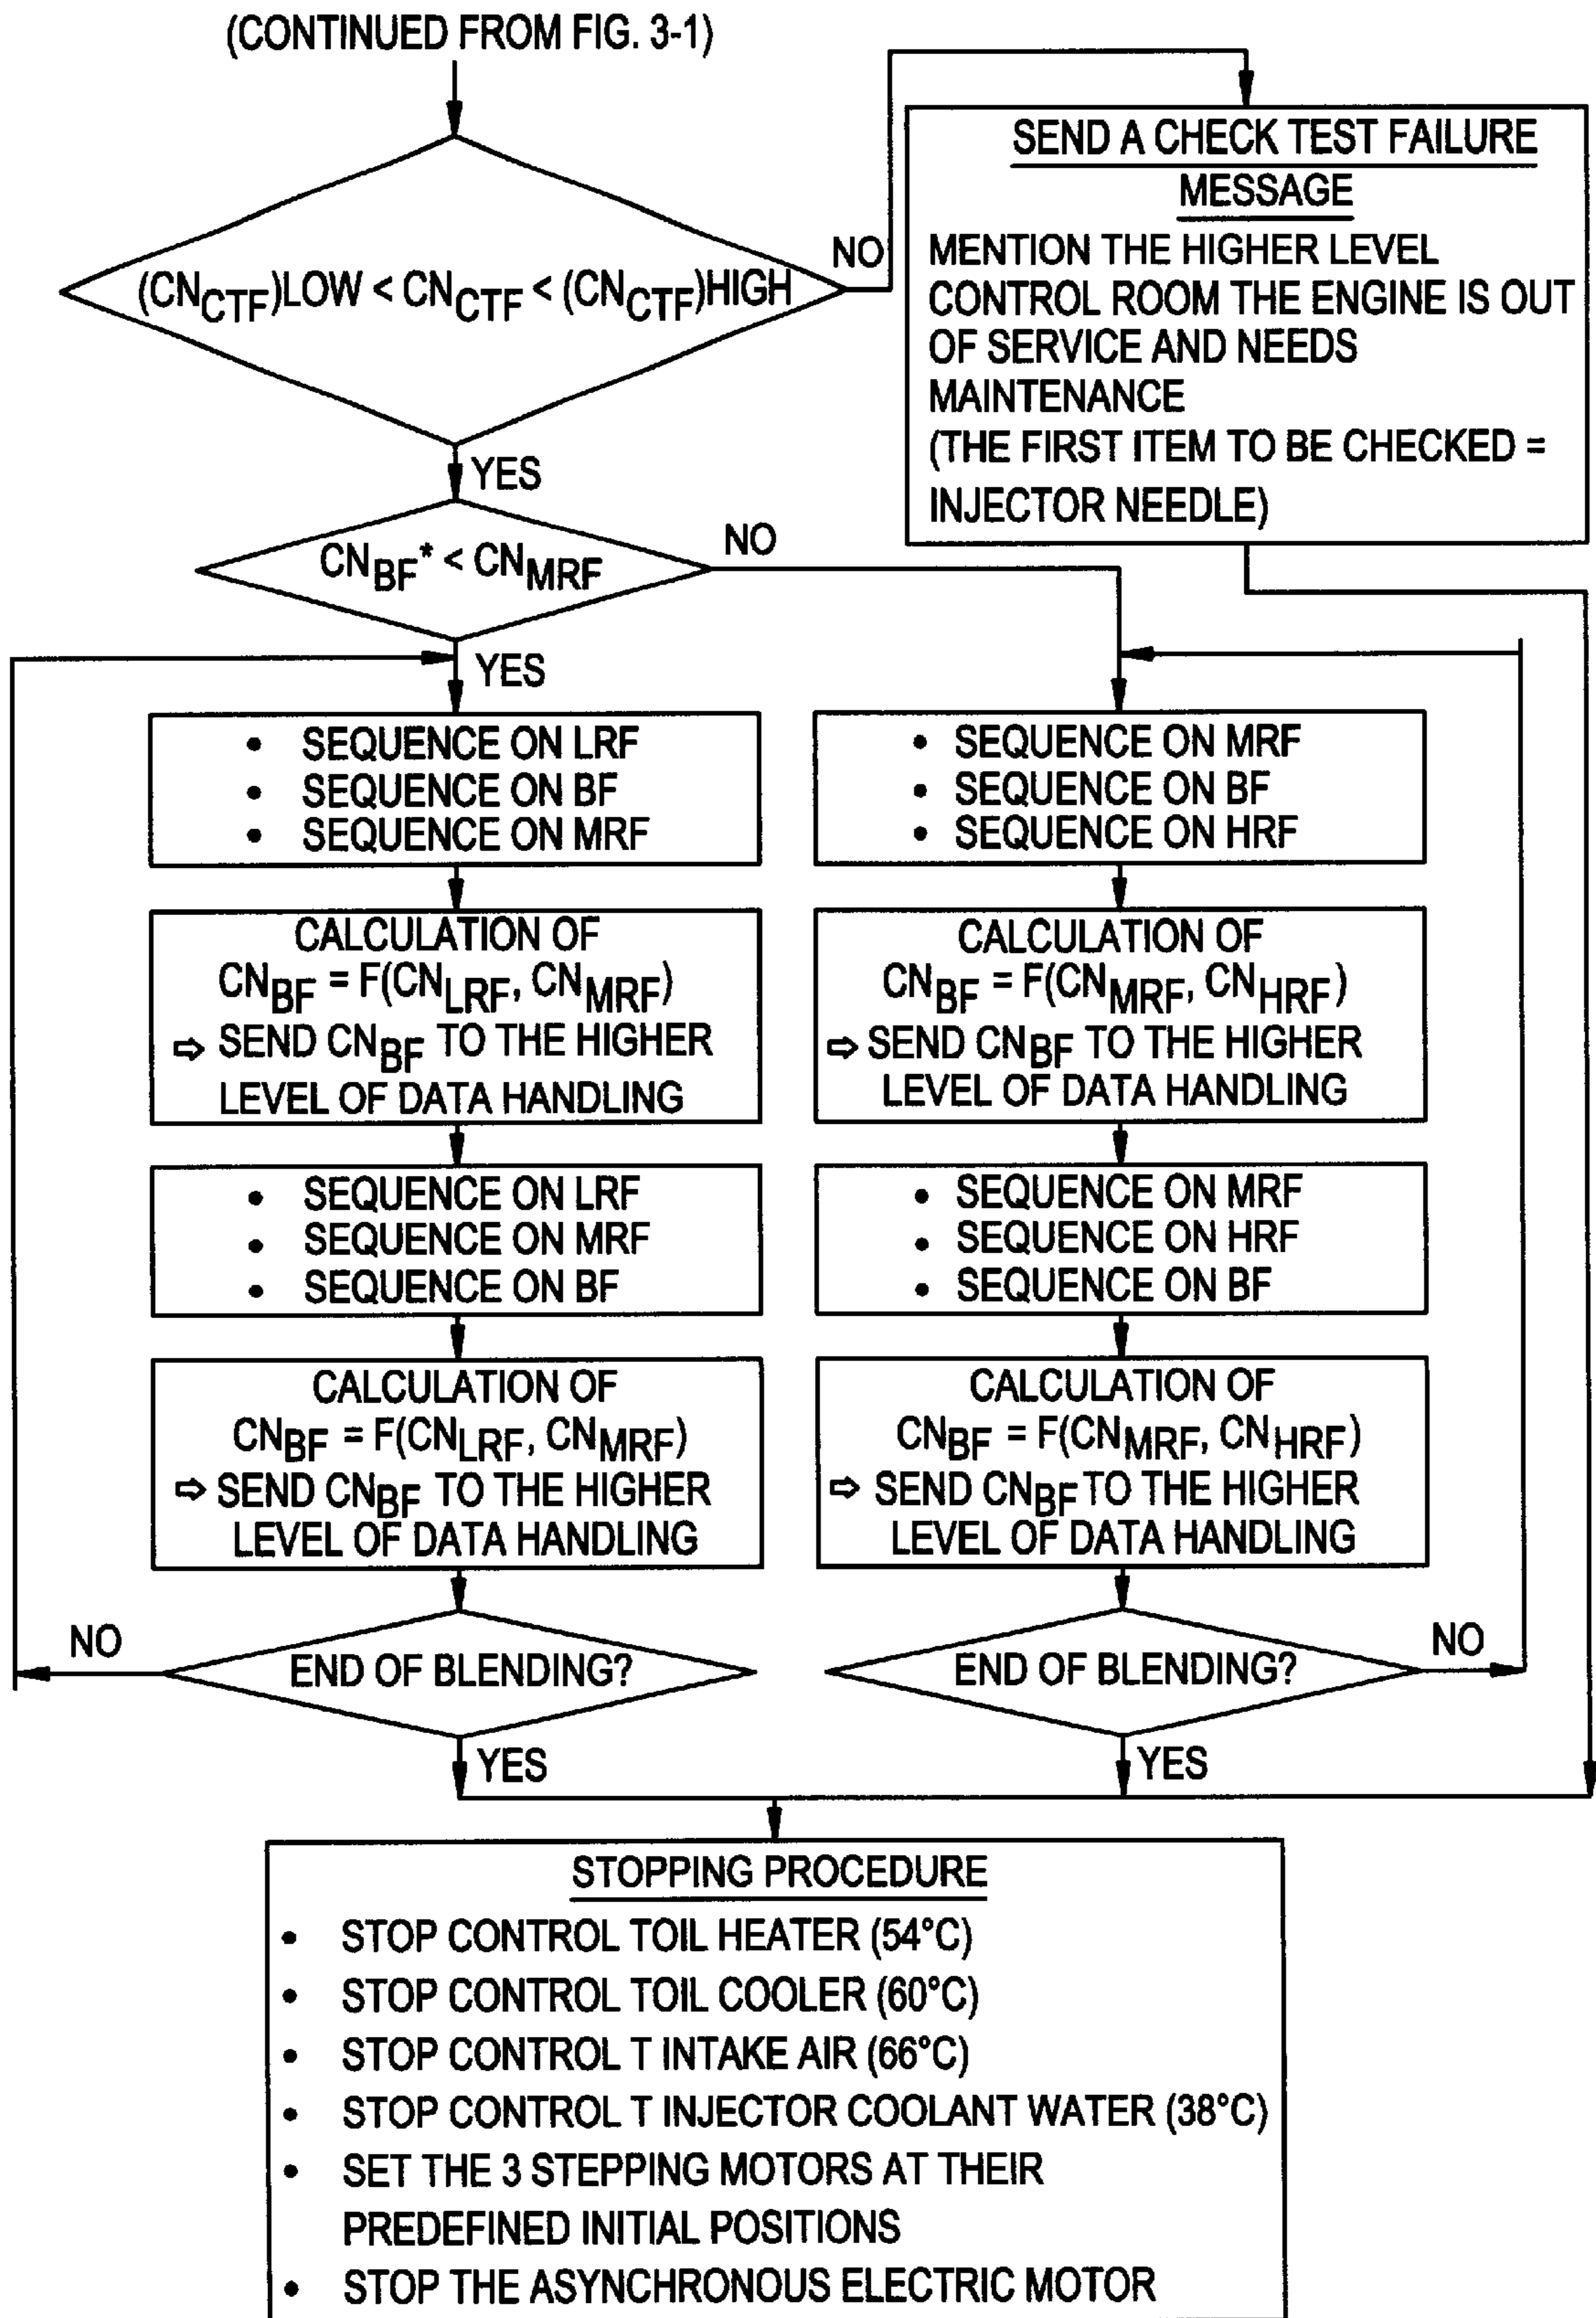 (CONTINUED FROM FIG. 3-1)
SEND A CHECK TEST FAILURE
MESSAGE
MENTION THE HIGHER LEVEL
CONTROL ROOM THE ENGINE IS OUT
OF SERVICE AND NEEDS
MAINTENANCE
(THE FIRST ITEM TO BE CHECKED =
INJECTOR NEEDLE)
(CNCTF)LOW < CNCTF < (CNCTF)HIGH
NO
YES
CNBF* < CNMRF
NO
YES
• SEQUENCE ON LRF
• SEQUENCE ON BF
• SEQUENCE ON MRF
CALCULATION OF
CNBF = F(CNLRF, CNMRF)
⇨ SEND CNBF TO THE HIGHER
LEVEL OF DATA HANDLING
• SEQUENCE ON LRF
• SEQUENCE ON MRF
• SEQUENCE ON BF
CALCULATION OF
CNBF = F(CNLRF, CNMRF)
⇨ SEND CNBF TO THE HIGHER
LEVEL OF DATA HANDLING
NO
END OF BLENDING?
YES
• SEQUENCE ON MRF
• SEQUENCE ON BF
• SEQUENCE ON HRF
CALCULATION OF
CNBF = F(CNMRF, CNHRF)
⇨ SEND CNBF TO THE HIGHER
LEVEL OF DATA HANDLING
• SEQUENCE ON MRF
• SEQUENCE ON HRF
• SEQUENCE ON BF
CALCULATION OF
CNBF = F(CNMRF, CNHRF)
⇨ SEND CNBF TO THE HIGHER
LEVEL OF DATA HANDLING
END OF BLENDING?
NO
YES
STOPPING PROCEDURE
• STOP CONTROL TOIL HEATER (54°C)
• STOP CONTROL TOIL COOLER (60°C)
• STOP CONTROL T INTAKE AIR (66°C)
• STOP CONTROL T INJECTOR COOLANT WATER (38°C)
• SET THE 3 STEPPING MOTORS AT THEIR
PREDEFINED INITIAL POSITIONS
• STOP THE ASYNCHRONOUS ELECTRIC MOTOR